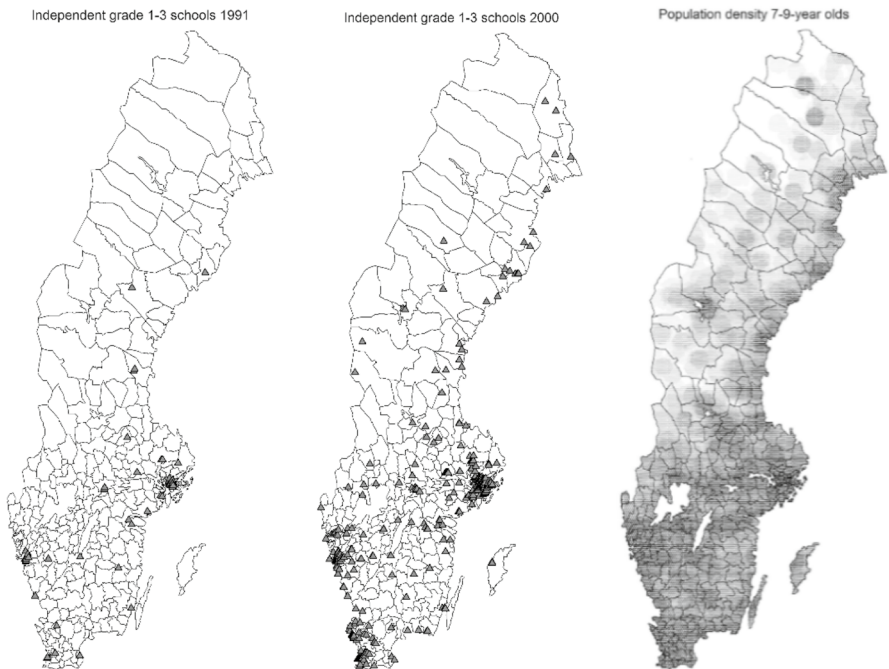 Independent grade 1-3 schools 1991
Independent grade 1-3 schools 2000
Population density 7-9-year olds